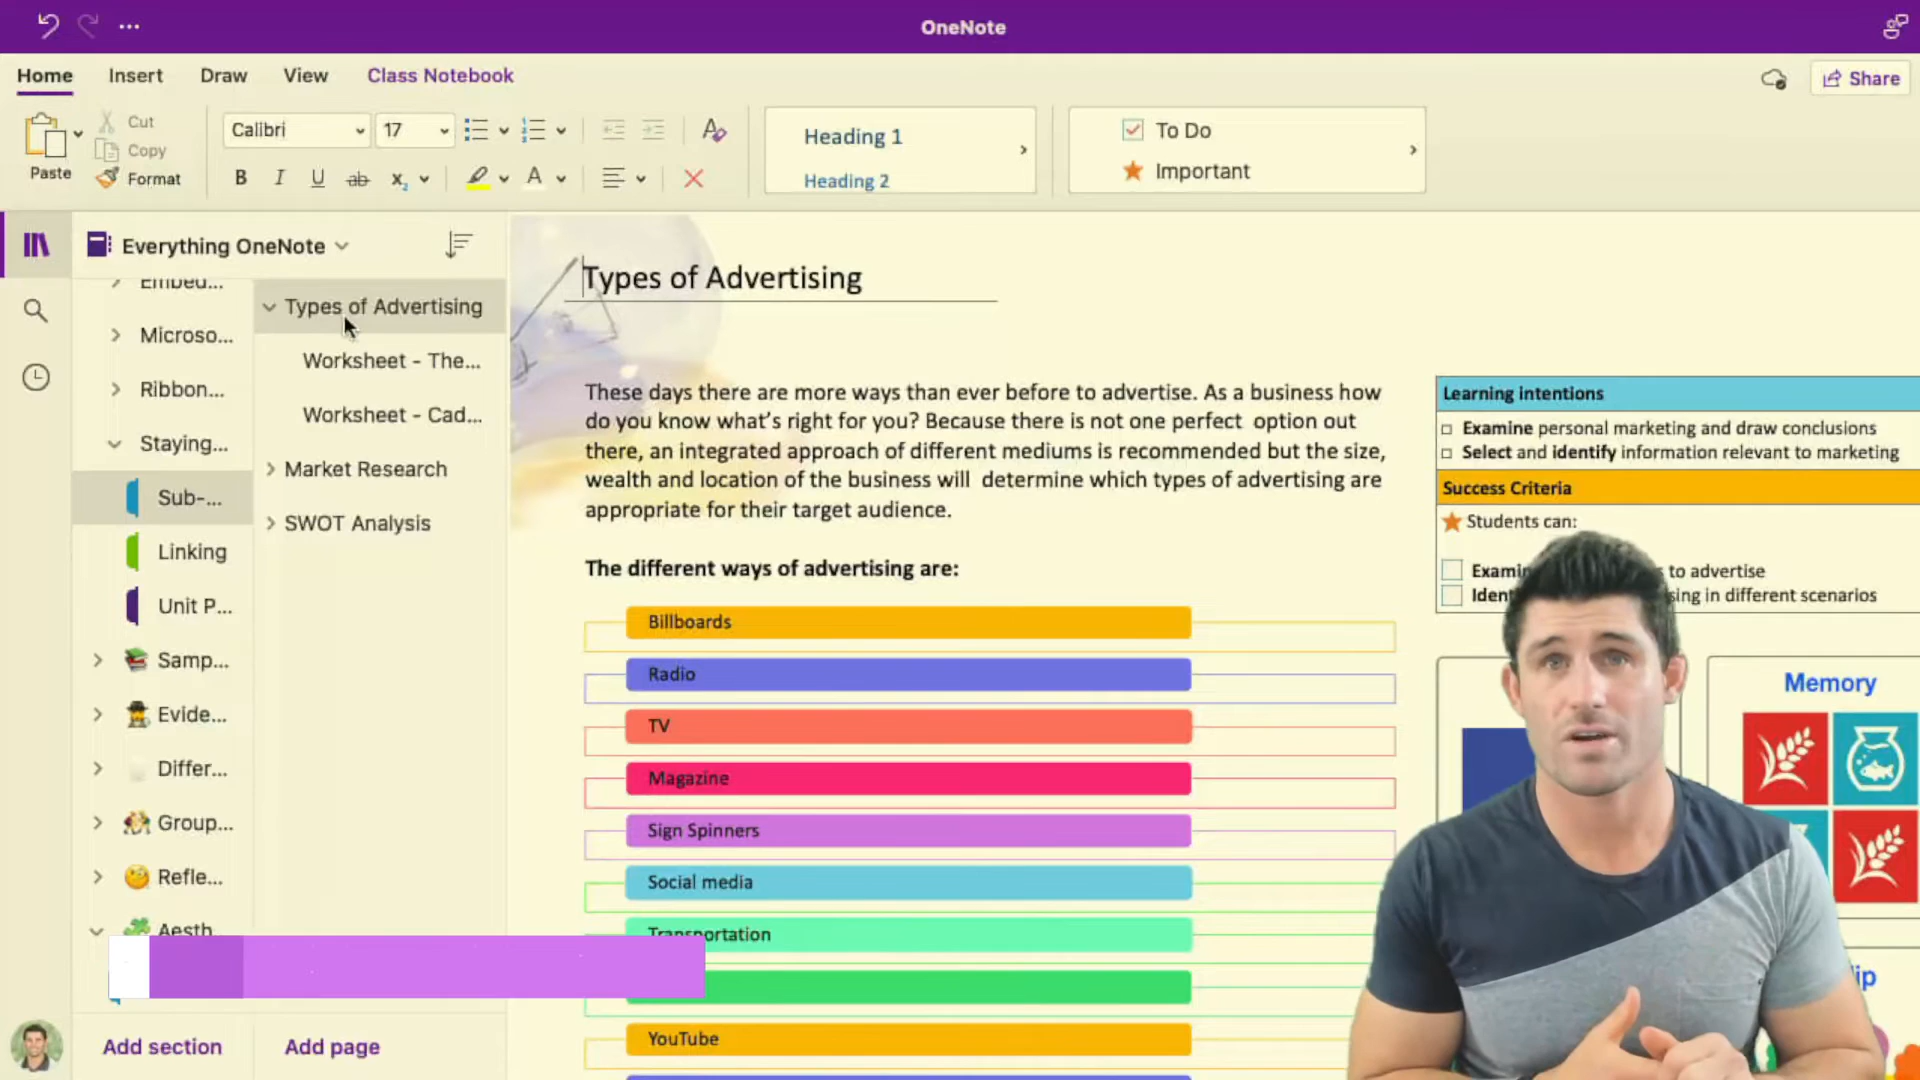 OneNote
Home Insert Draw View Class Notebook
Share
Paste
Cut
Copy
Format
Calibri 17
B I U ab x₂ A
Heading 1
Heading 2
To Do
Important
Everything OneNote
Embed...
Microso...
Ribbon...
Staying...
Sub-...
Linking
Unit P...
Samp...
Evide...
Differ...
Group...
Refle...
Aesth
Add section
Types of Advertising
Worksheet - The...
Worksheet - Cad...
Market Research
SWOT Analysis
Add page
Types of Advertising
These days there are more ways than ever before to advertise. As a business how
do you know what's right for you? Because there is not one perfect option out
there, an integrated approach of different mediums is recommended but the size,
wealth and location of the business will determine which types of advertising are
appropriate for their target audience.
The different ways of advertising are:
Billboards
Radio
TV
Magazine
Sign Spinners
Social media
Transportation
YouTube
Learning intentions
Examine personal marketing and draw conclusions
Select and identify information relevant to marketing
Success Criteria
Students can:
to advertise
sing in different scenarios
Memory
ip